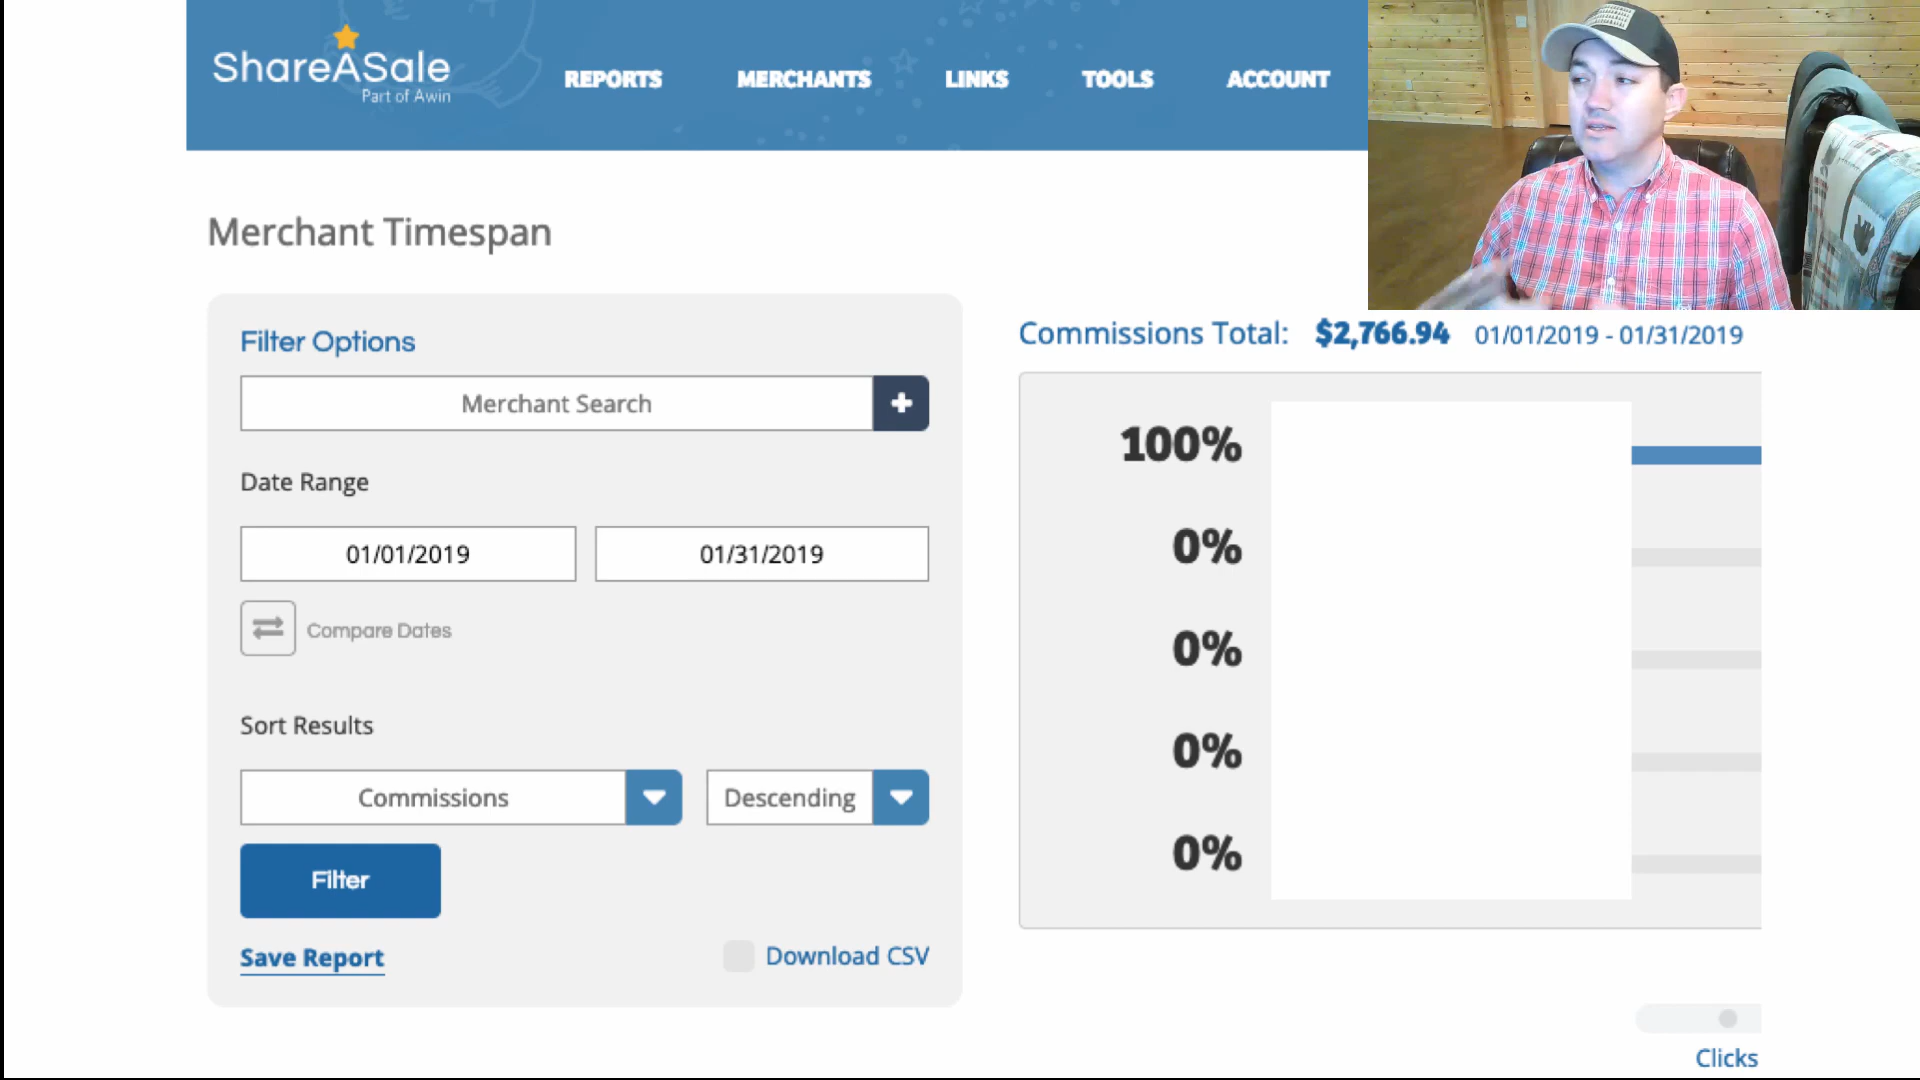 ShareASale
Part of Awin
REPORTS
MERCHANTS
LINKS
TOOLS
ACCOUNT
Merchant Timespan
Filter Options
Merchant Search
Date Range
01/01/2019
01/31/2019
Compare Dates
Sort Results
Commissions
Descending
Filter
Save Report
Download CSV
Commissions Total: $2,766.94 01/01/2019 - 01/31/2019
100%
0%
0%
0%
0%
Clicks